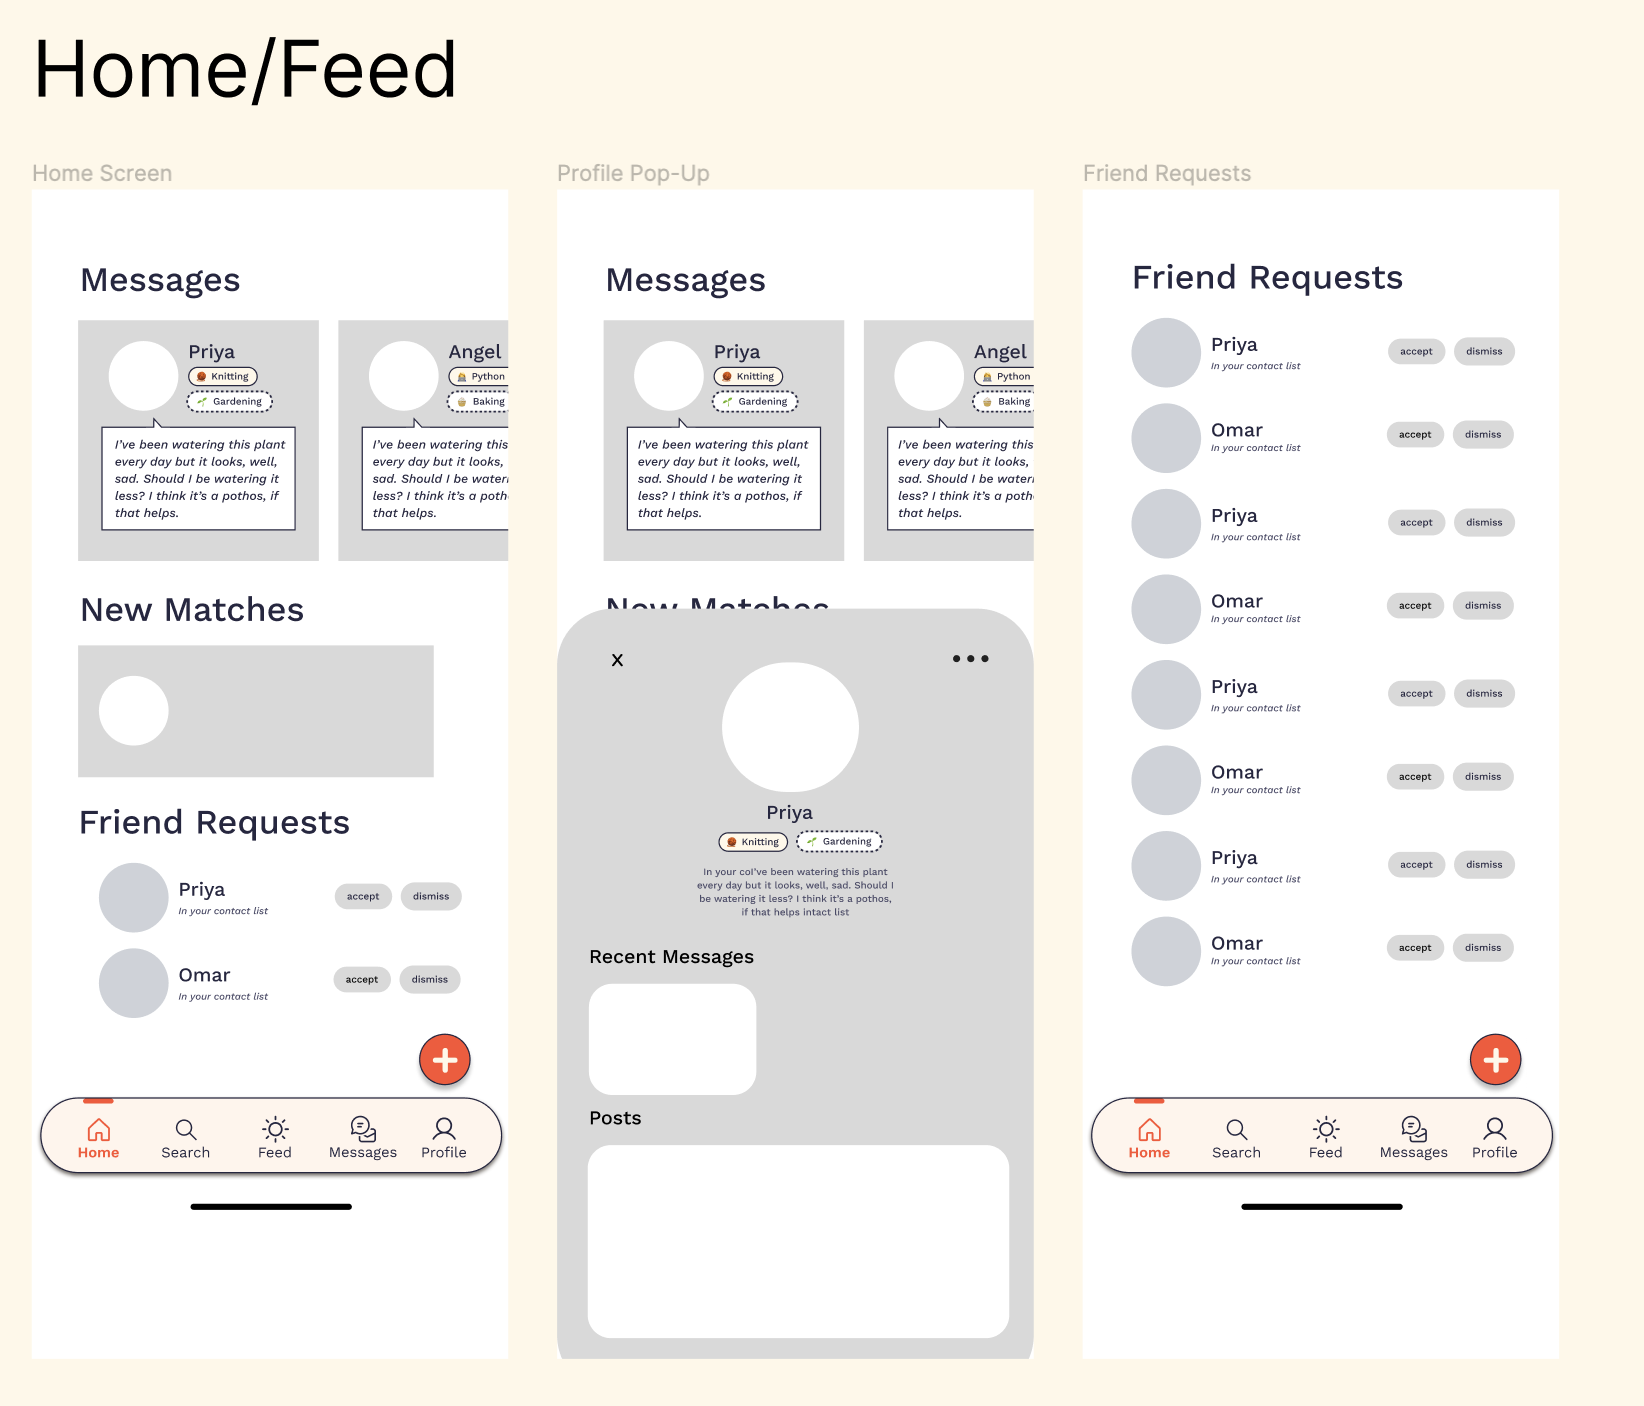 Home/Feed
Home Screen
Messages
Priya
Knitting
Gardening
I've been watering this plant
every day but it looks, well,
sad. Should I be watering it
less? I think it's a pothos, if
that helps.
Angel
Python
Baking
I've been watering this
every day but it looks,
sad. Should I be wateri
less? I think it's a poth
that helps.
New Matches
Friend Requests
Priya
In your contact list
accept
dismiss
Omar
In your contact list
accept
dismiss
Home
Search
Feed
Messages
Profile
Profile Pop-Up
Messages
Priya
Knitting
Gardening
I've been watering this plant
every day but it looks, well,
sad. Should I be watering it
less? I think it's a pothos, if
that helps.
Angel
Python
Baking
I've been watering this
every day but it looks,
sad. Should I be wateri
less? I think it's a poth
that helps.
New Matches
x
Priya
Knitting
Gardening
In your coI've been watering this plant
every day but it looks, well, sad. Should I
be watering it less? I think it's a pothos,
if that helps intact list
Recent Messages
Posts
Friend Requests
Friend Requests
Priya
In your contact list
accept
dismiss
Omar
In your contact list
accept
dismiss
Priya
In your contact list
accept
dismiss
Omar
In your contact list
accept
dismiss
Priya
In your contact list
accept
dismiss
Omar
In your contact list
accept
dismiss
Priya
In your contact list
accept
dismiss
Omar
In your contact list
accept
dismiss
Home
Search
Feed
Messages
Profile